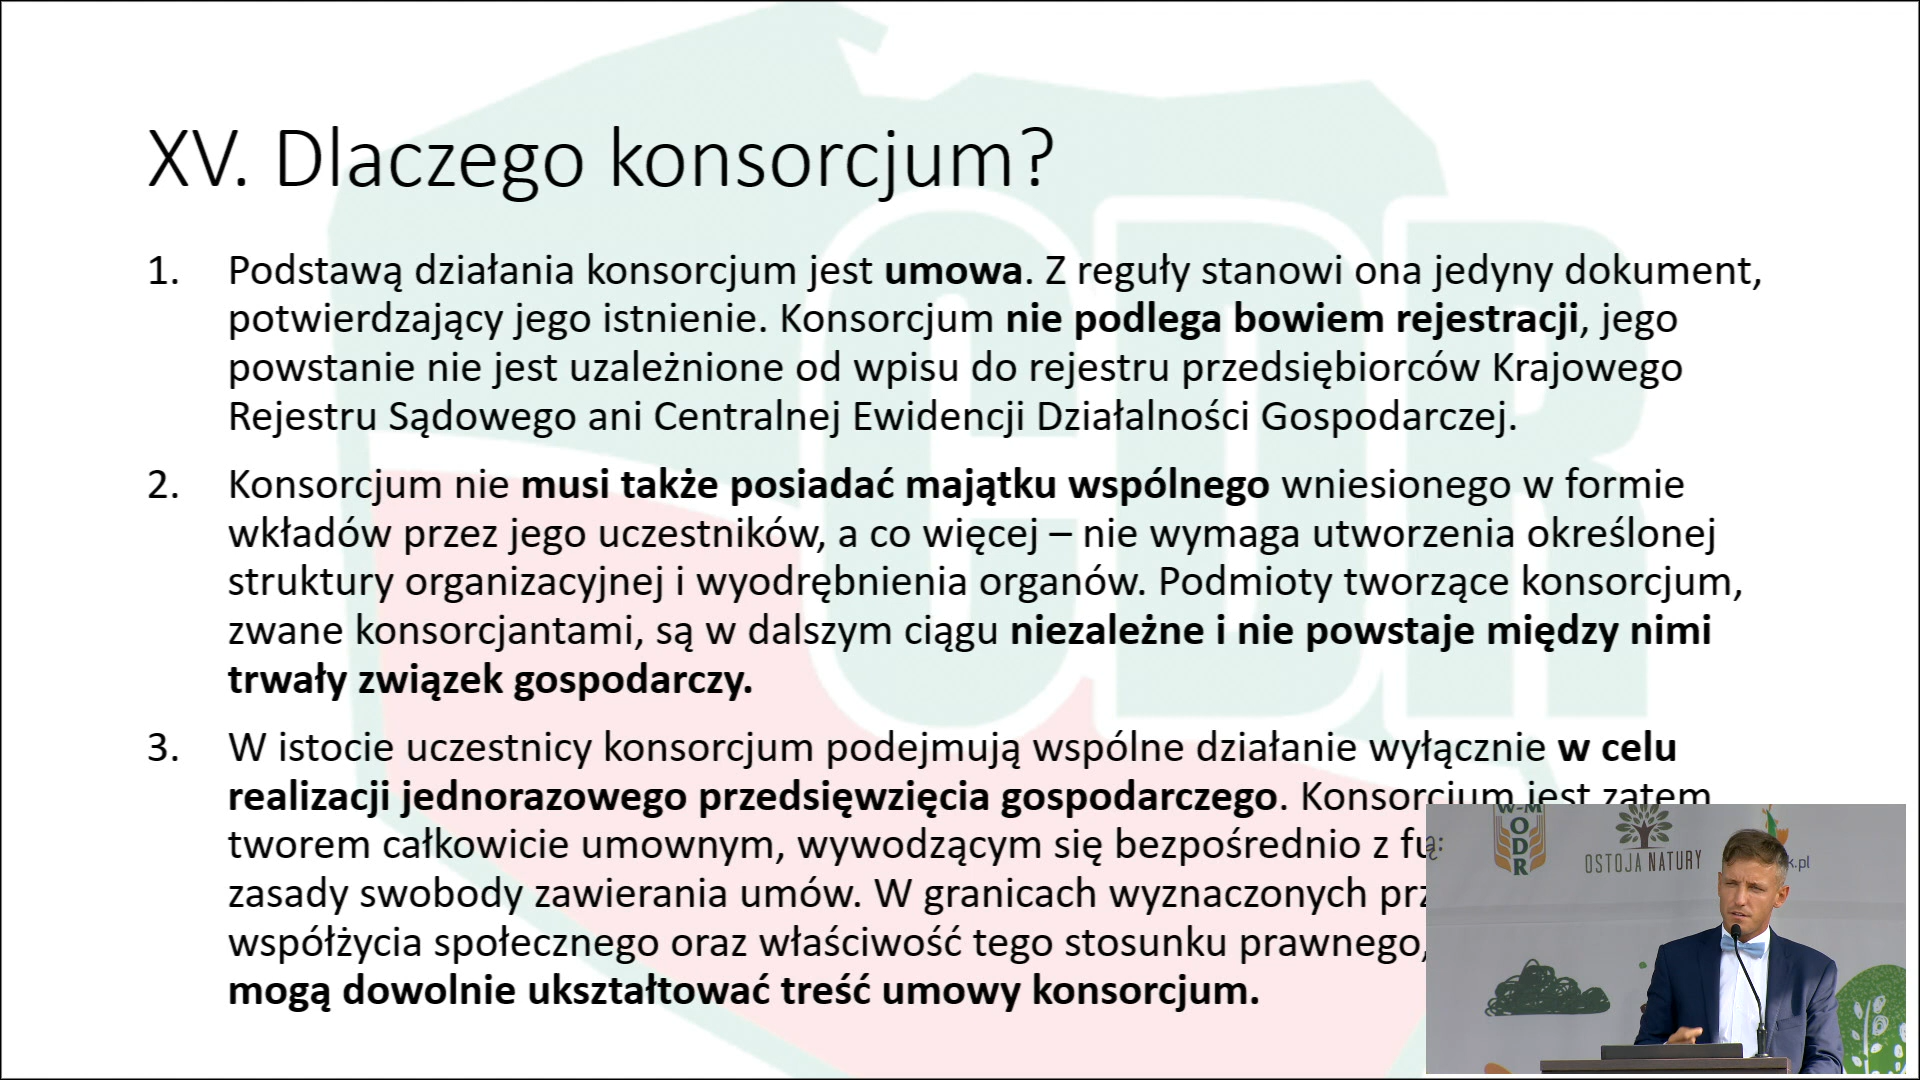 XV. Dlaczego konsorcjum?
1. Podstawą działania konsorcjum jest umowa. Z reguły stanowi ona jedyny dokument,
potwierdzający jego istnienie. Konsorcjum nie podlega bowiem rejestracji, jego
powstanie nie jest uzależnione od wpisu do rejestru przedsiębiorców Krajowego
Rejestru Sądowego ani Centralnej Ewidencji Działalności Gospodarczej.
2. Konsorcjum nie musi także posiadać majątku wspólnego wniesionego w formie
wkładów przez jego uczestników, a co więcej – nie wymaga utworzenia określonej
struktury organizacyjnej i wyodrębnienia organów. Podmioty tworzące konsorcjum,
zwane konsorcjantami, są w dalszym ciągu niezależne i nie powstaje między nimi
trwały związek gospodarczy.
3. W istocie uczestnicy konsorcjum podejmują wspólne działanie wyłącznie w celu
realizacji jednorazowego przedsięwzięcia gospodarczego. Konsorcjum jest zatem
tworem całkowicie umownym, wywodzącym się bezpośrednio z
zasady swobody zawierania umów. W granicach wyznaczonych
współżycia społecznego oraz właściwość tego stosunku prawnego,
mogą dowolnie ukształtować treść umowy konsorcjum.
CDR
W-M
ODR
OSTOJA NATURY
k.pl